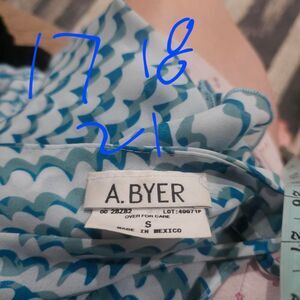 17 18
21
A.BYER
OVER FOR CARE
S
MADE IN MEXICO